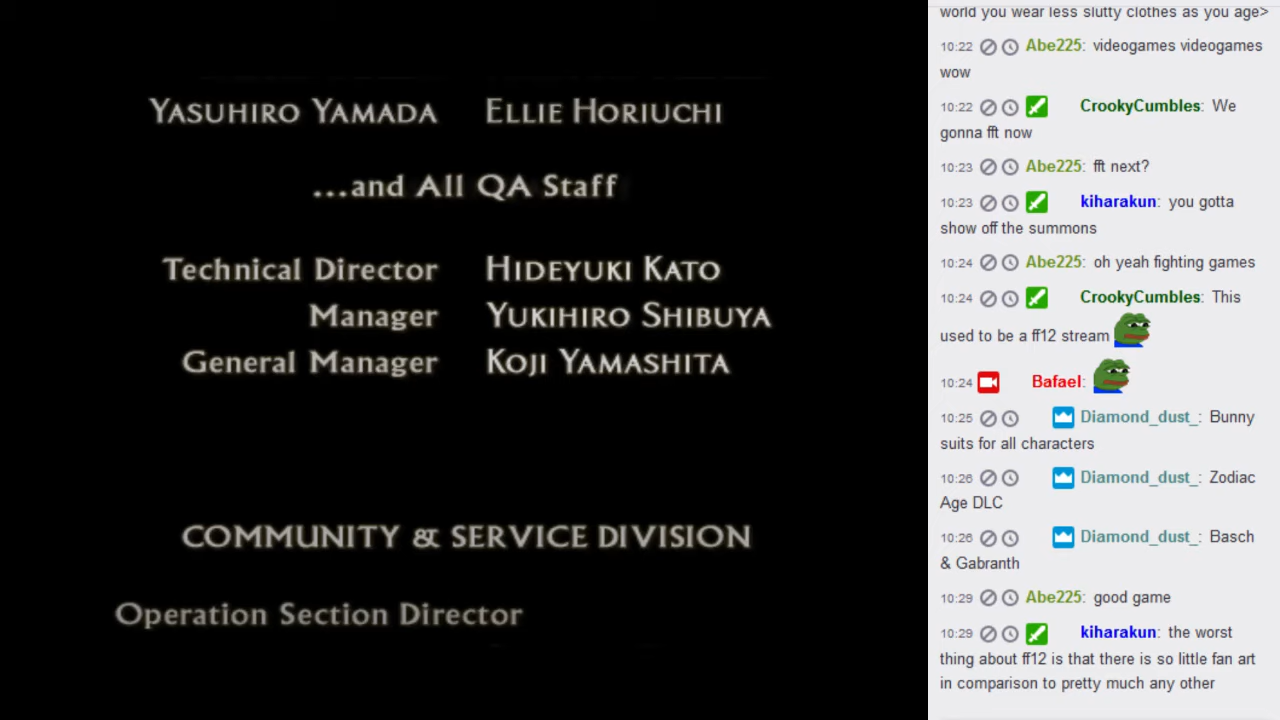 YASUHIRO YAMADA ELLIE HORIUCHI
...and All QA Staff
Technical Director HIDEYUKI KATO
Manager YUKIHIRO SHIBUYA
General Manager KOJI YAMASHITA
COMMUNITY & SERVICE DIVISION
Operation Section Director
world you wear less slutty clothes as you age>
10:22 Abe225: videogames videogames
wow
10:22 CrookyCumbles: We
gonna fft now
10:23 Abe225: fft next?
10:23 kiharakun: you gotta
show off the summons
10:24 Abe225: oh yeah fighting games
10:24 CrookyCumbles: This
used to be a ff12 stream
10:24 Bafael:
10:25 Diamond_dust_: Bunny
suits for all characters
10:26 Diamond_dust_: Zodiac
Age DLC
10:26 Diamond_dust_: Basch
& Gabranth
10:29 Abe225: good game
10:29 kiharakun: the worst
thing about ff12 is that there is so little fan art
in comparison to pretty much any other